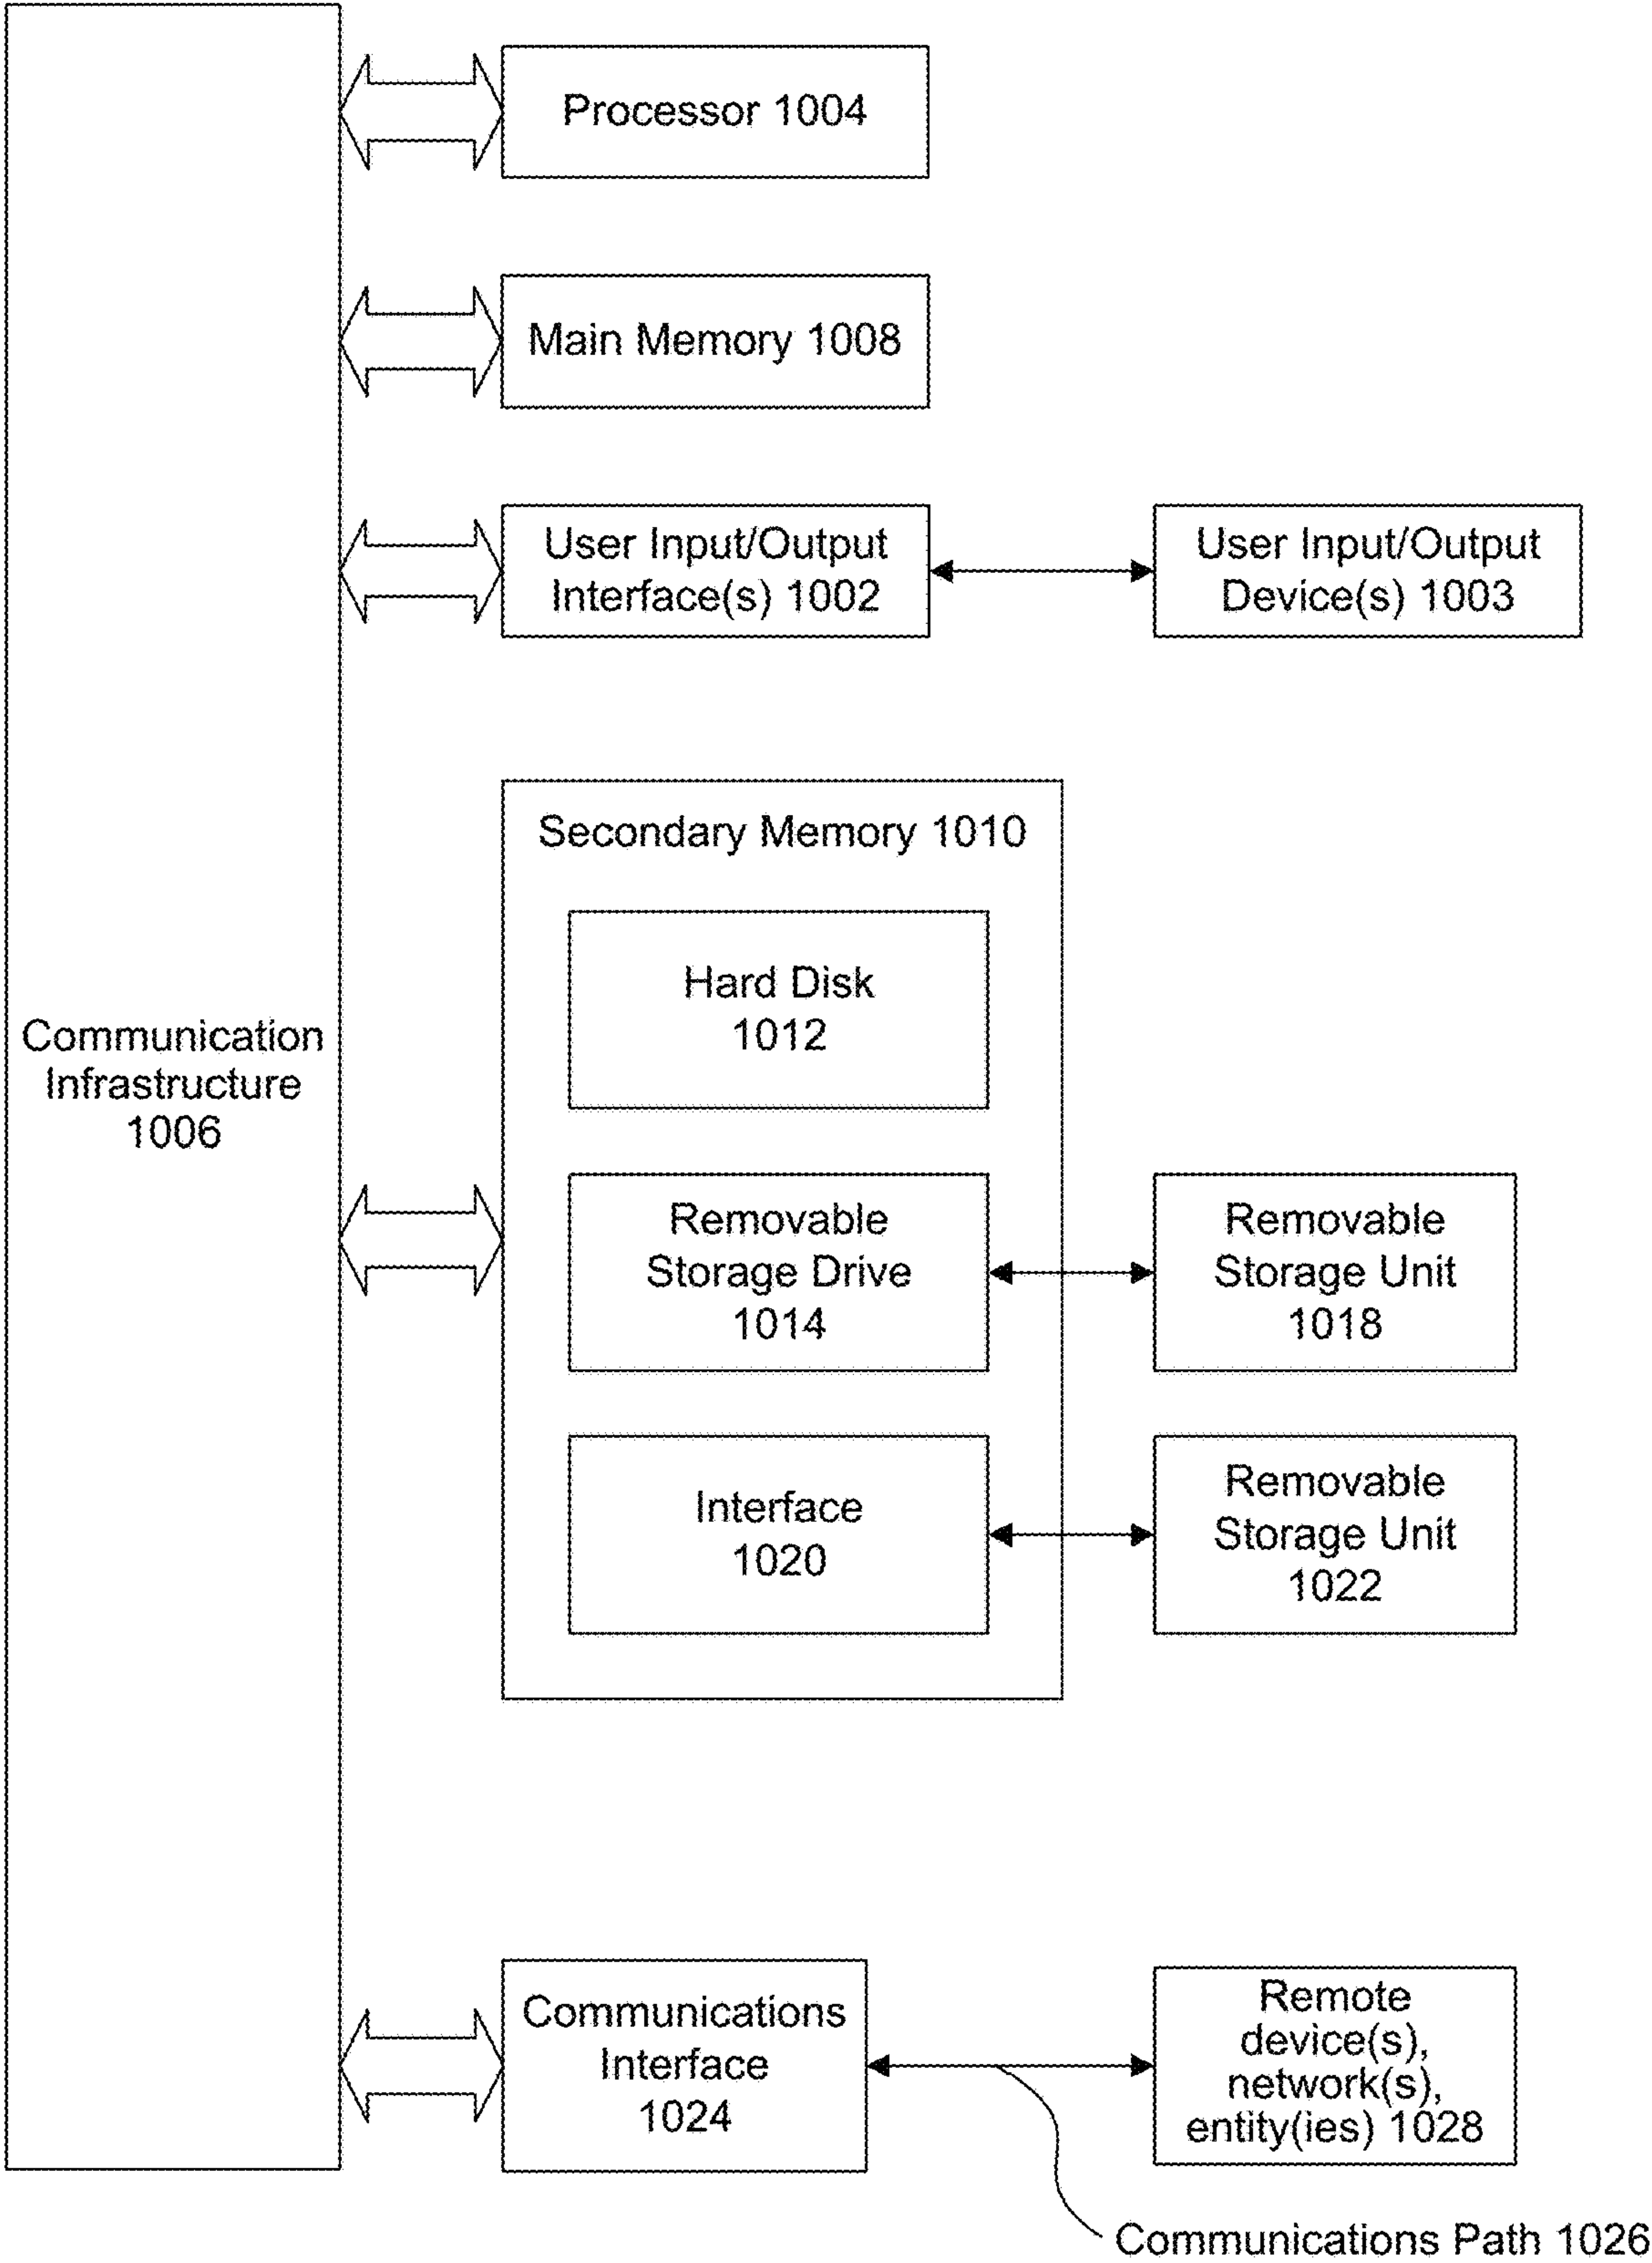 Processor 1004
Main Memory 1008
User Input/Output
Interface(s) 1002
User Input/Output
Device(s) 1003
Secondary Memory 1010
Hard Disk
1012
Communication
Infrastructure
1006
Removable
Storage Drive
1014
Removable
Storage Unit
1018
Interface
1020
Removable
Storage Unit
1022
Communications
Interface
1024
Remote
device(s),
network(s),
entity(ies) 1028
Communications Path 1026